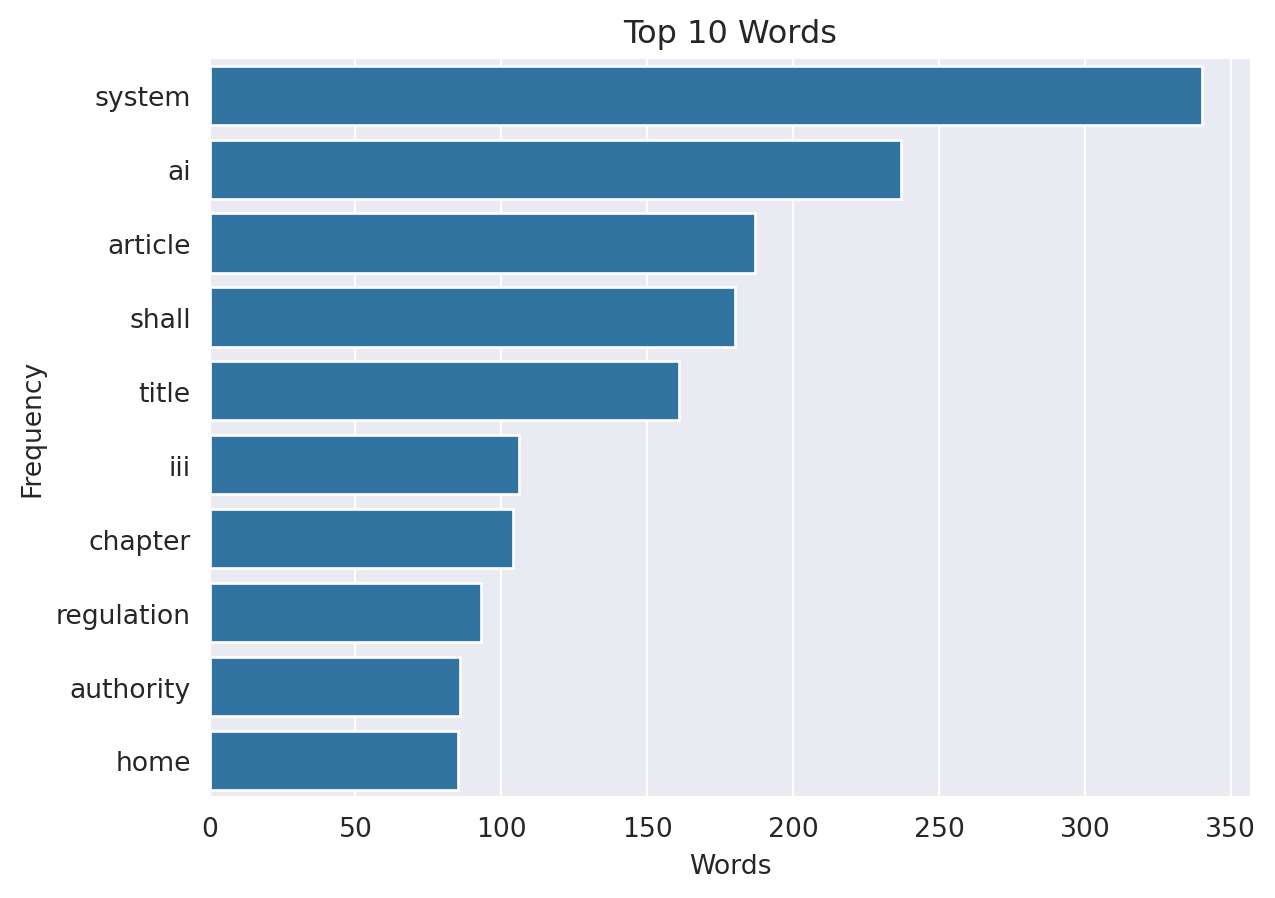 Top 10 Words
system
ai
article
shall
title
iii
chapter
regulation
authority
home
Frequency
0 50 100 150 200 250 300 350
Words